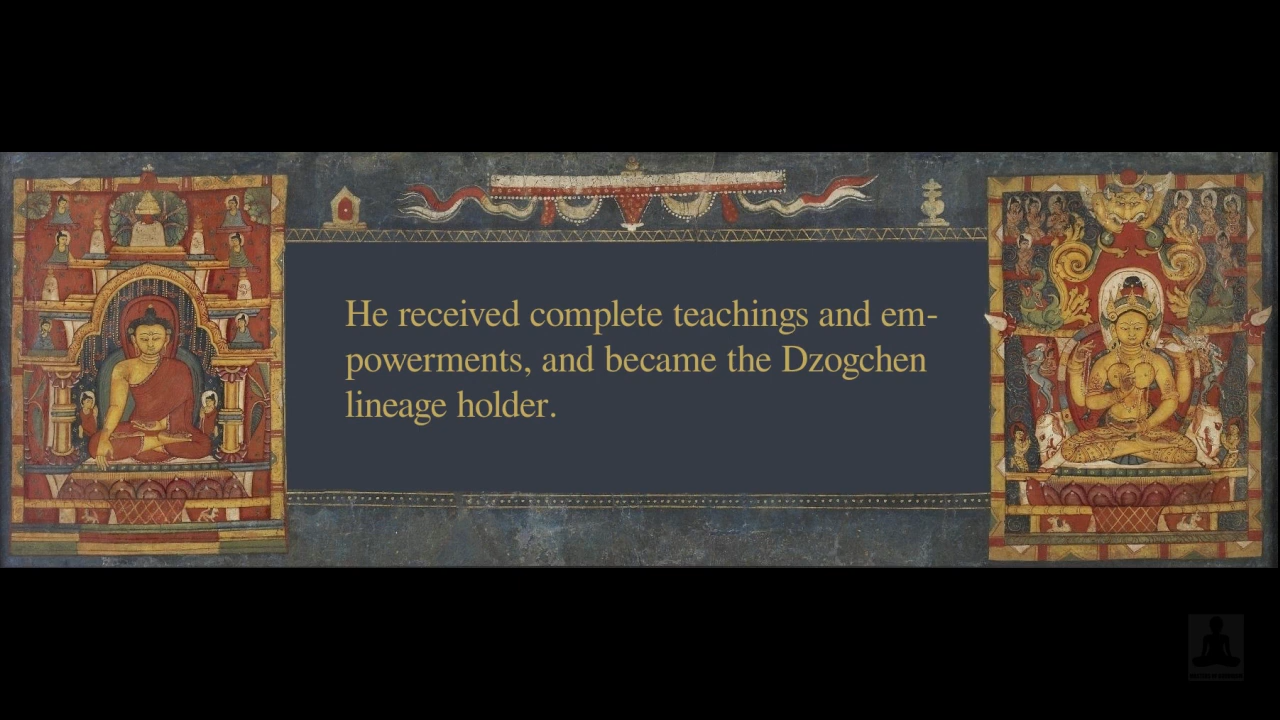 He received complete teachings and em-
powerments, and became the Dzogchen
lineage holder.